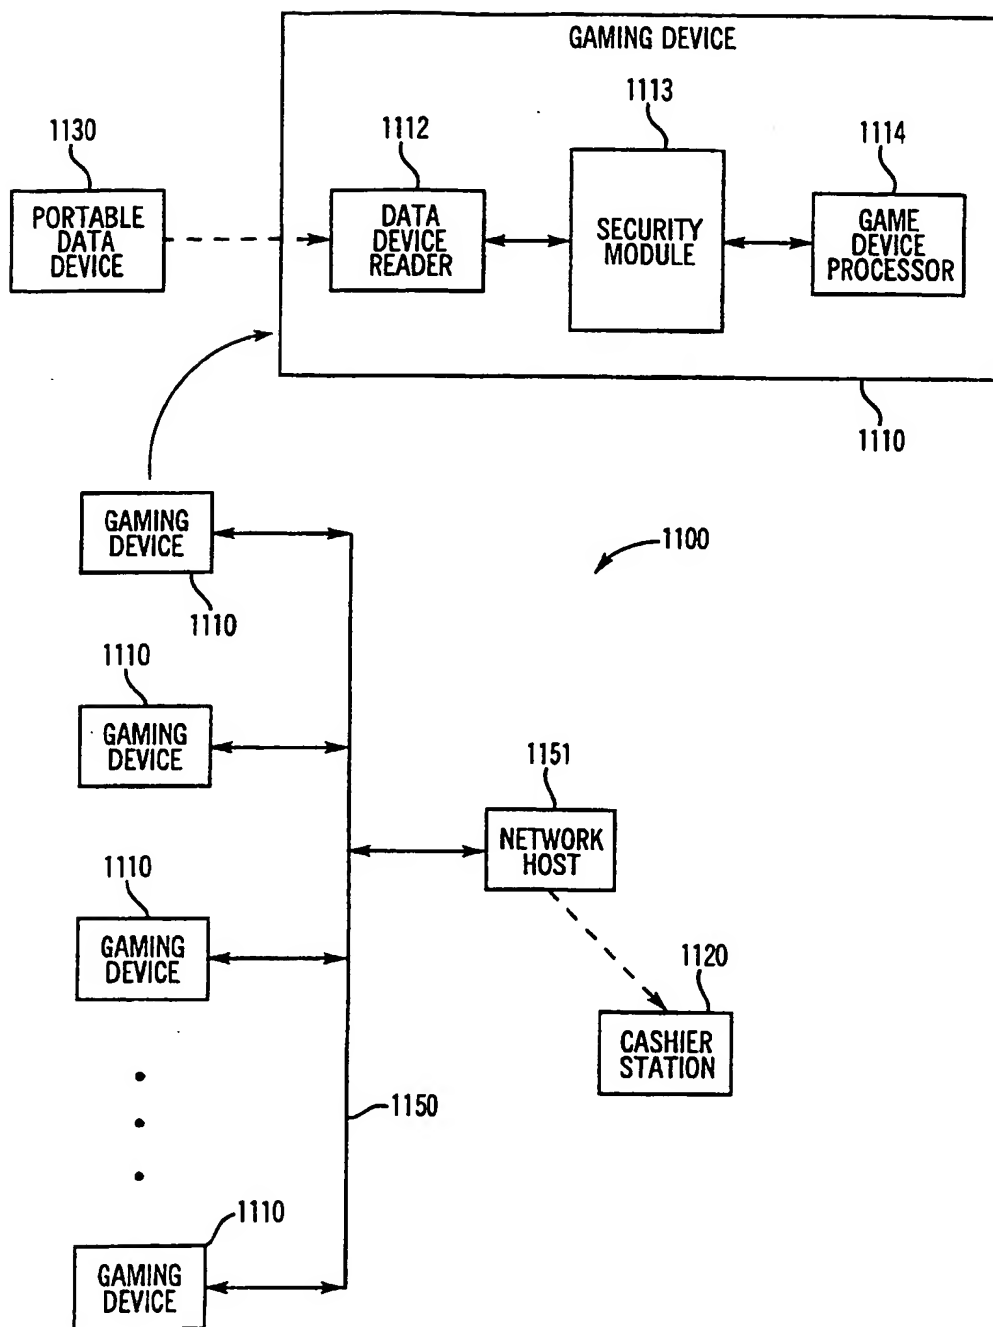 GAMING DEVICE
1113
1130
1112
1114
PORTABLE
DATA
DEVICE
DATA
DEVICE
READER
SECURITY
MODULE
GAME
DEVICE
PROCESSOR
1110
GAMING
DEVICE
1100
1110
1110
GAMING
DEVICE
1151
NETWORK
HOST
1110
GAMING
DEVICE
1120
CASHIER
STATION
1150
1110
GAMING
DEVICE